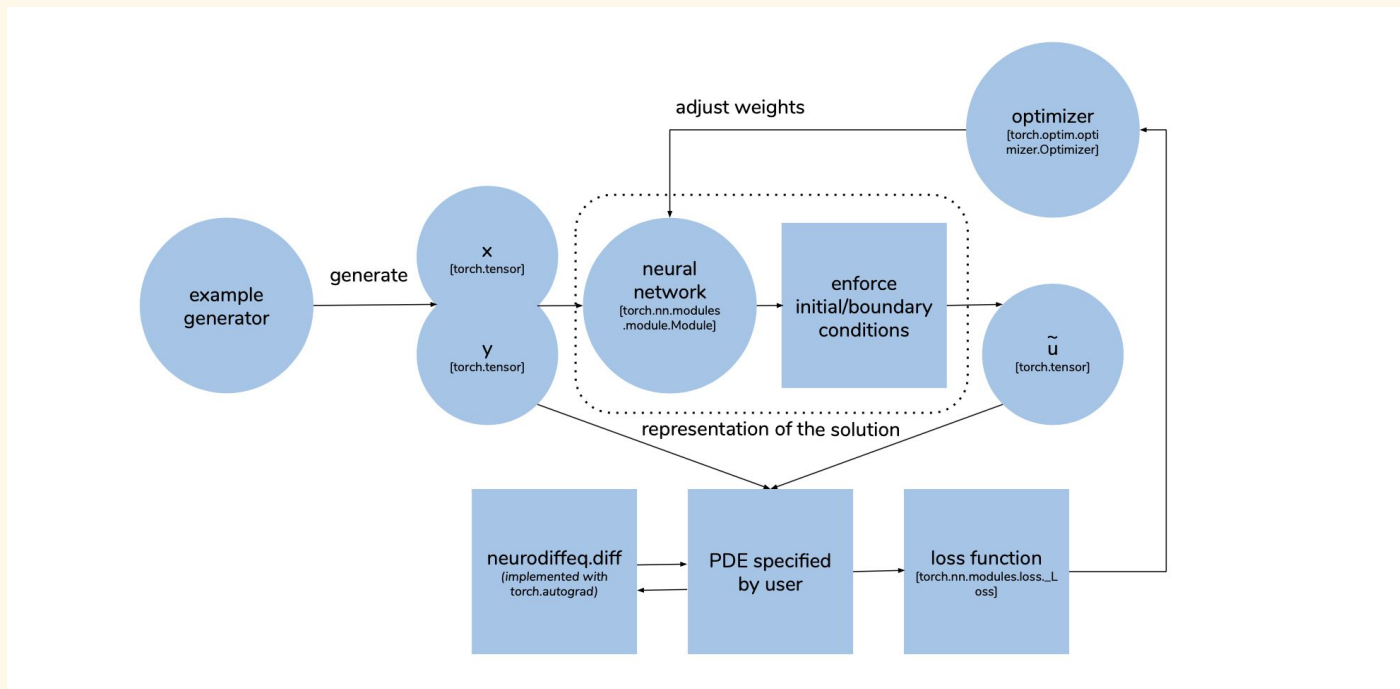 adjust weights
optimizer
[torch.optim.opti
mizer.Optimizer]
example
generator
generate
x
[torch.tensor]
y
[torch.tensor]
neural
network
[torch.nn.modules
.module.Module]
enforce
initial/boundary
conditions
~
u
[torch.tensor]
representation of the solution
neurodiffeq.diff
(implemented with
torch.autograd)
PDE specified
by user
loss function
[torch.nn.modules.loss._L
oss]